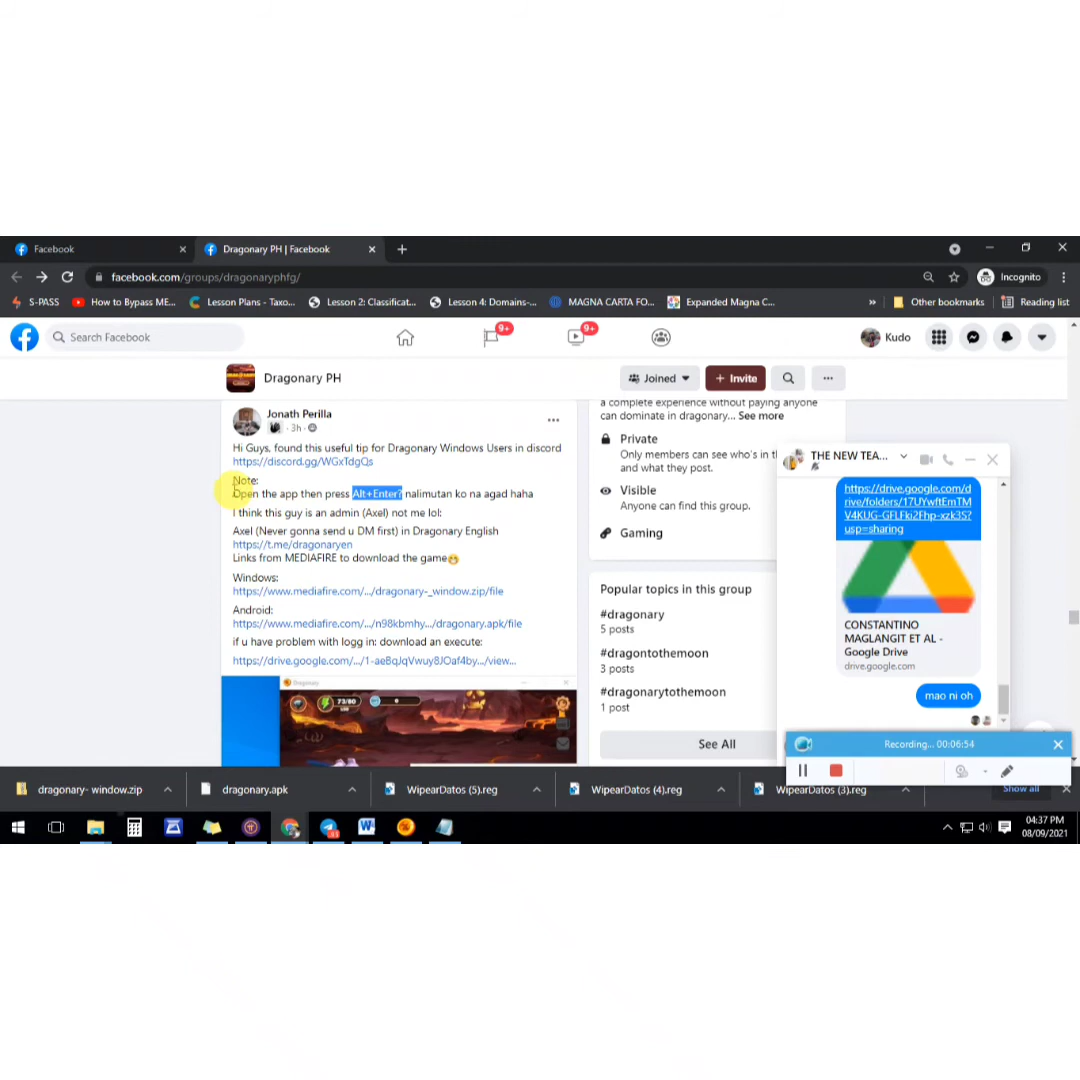 Facebook
Dragonary PH | Facebook
facebook.com/groups/dragonaryphfg/
Incognito
S-PASS
How to Bypass ME...
Lesson Plans - Taxo...
Lesson 2: Classificat...
Lesson 4: Domains-...
MAGNA CARTA FO...
Expanded Magna C...
»
Other bookmarks
Reading list
Search Facebook
9+
9+
Kudo
Dragonary PH
Joined
+ Invite
Jonath Perilla
3h
Hi Guys, found this useful tip for Dragonary Windows Users in discord
https://discord.gg/WGxTdgQs
Note:
Open the app then press Alt+Enter? nalimutan ko na agad haha
I think this guy is an admin (Axel) not me lol:
Axel (Never gonna send u DM first) in Dragonary English
https://t.me/dragonaryen
Links from MEDIAFIRE to download the game
Windows:
https://www.mediafire.com/.../dragonary-_window.zip/file
Android:
https://www.mediafire.com/.../n98kbmhy.../dragonary.apk/file
if u have problem with logg in: download an execute:
https://drive.google.com/.../1-aeBqJqVwuy8JOaf4by.../view...
Dragonary
73/80
0
a complete experience without paying anyone
can dominate in dragonary... See more
Private
Only members can see who's in t
and what they post.
Visible
Anyone can find this group.
Gaming
Popular topics in this group
#dragonary
5 posts
#dragontothemoon
3 posts
#dragonarytothemoon
1 post
See All
THE NEW TEA...
https://drive.google.com/d
rive/folders/17UYwftEmTM
V4KUG-GFLFki2Fhp-xzk3S?
usp=sharing
CONSTANTINO
MAGLANGIT ET AL -
Google Drive
drive.google.com
mao ni oh
Recording... 00:06:54
dragonary- window.zip
dragonary.apk
WipearDatos (5).reg
WipearDatos (4).reg
WipearDatos (3).reg
Show all
04:37 PM
08/09/2021